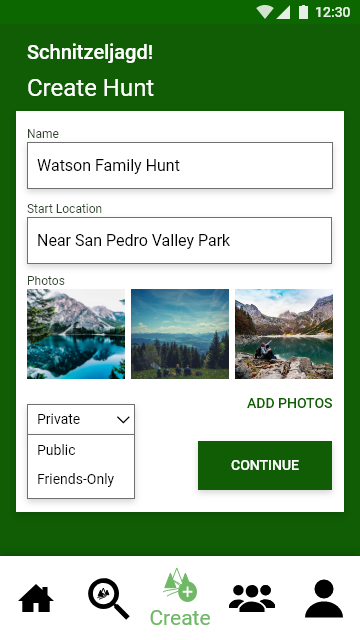 12:30
Schnitzeljagd!
Create Hunt
Name
Watson Family Hunt
Start Location
Near San Pedro Valley Park
Photos
ADD PHOTOS
Private
Public
Friends-Only
CONTINUE
Create